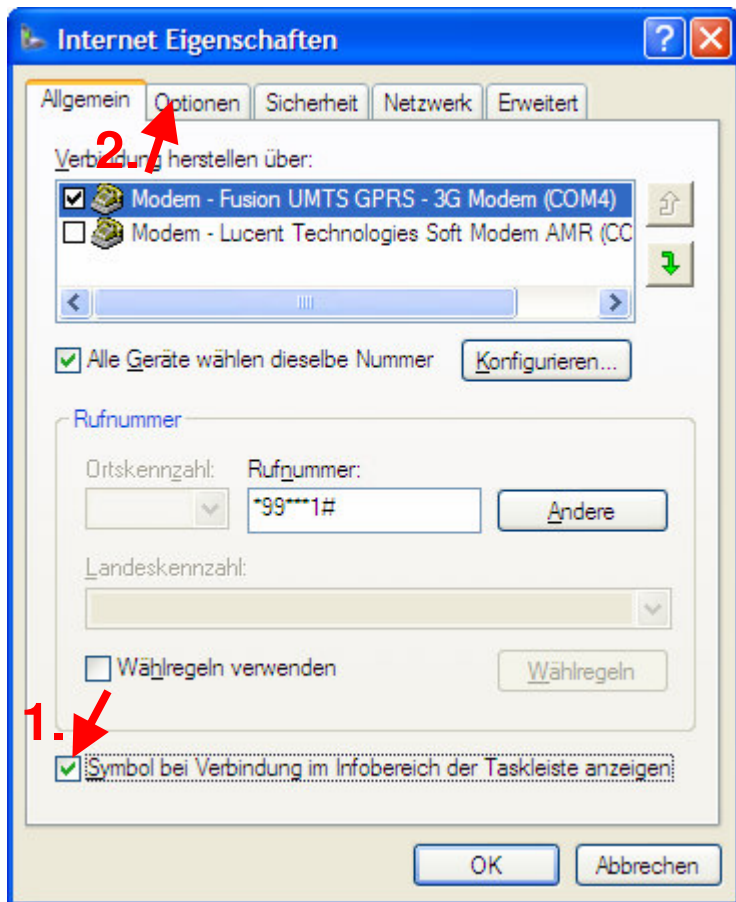 Internet Eigenschaften
Allgemein Optionen Sicherheit Netzwerk Erweitert
2.
Verbindung herstellen über:
Modem - Fusion UMTS GPRS - 3G Modem (COM4)
Modem - Lucent Technologies Soft Modem AMR (CC
Alle Geräte wählen dieselbe Nummer Konfigurieren...
Rufnummer
Ortskennzahl: Rufnummer:
*99***1# Andere
Landeskennzahl:
Wählregeln verwenden Wählregeln
1.
Symbol bei Verbindung im Infobereich der Taskleiste anzeigen
OK Abbrechen